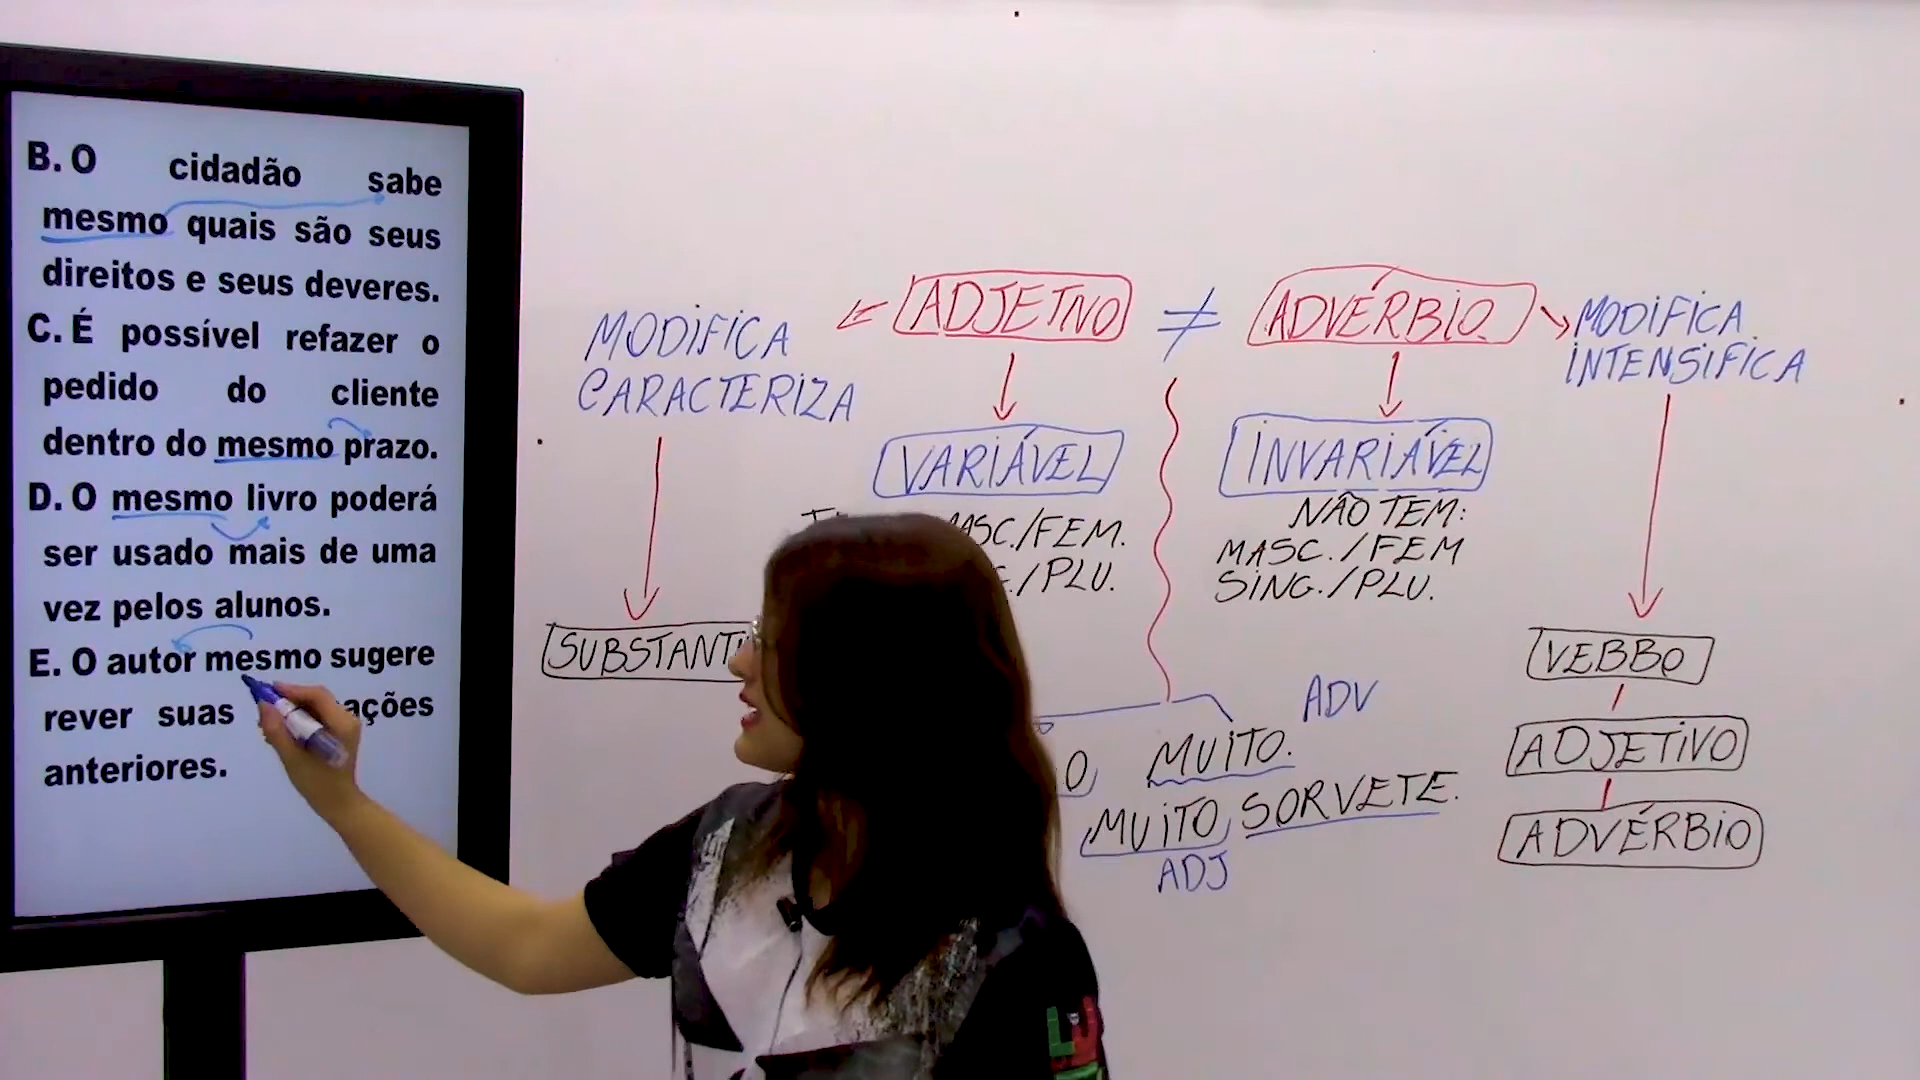 B. O cidadão sabe
mesmo quais são seus
direitos e seus deveres.
C. É possível refazer o
pedido do cliente
dentro do mesmo prazo.
D. O mesmo livro poderá
ser usado mais de uma
vez pelos alunos.
E. O autor mesmo sugere
rever suas
anteriores.
ADJETIVO ≠ ADVÉRBIO
MODIFICA
CARACTERIZA
MODIFICA
INTENSIFICA
VARIÁVEL
MASC./FEM.
/PLU.
INVARIÁVEL
NÃO TEM:
MASC./FEM
SING./PLU.
VEBBO
ADJETIVO
ADVÉRBIO
ADV
MUITO.
MUITO SORVETE.
ADJ